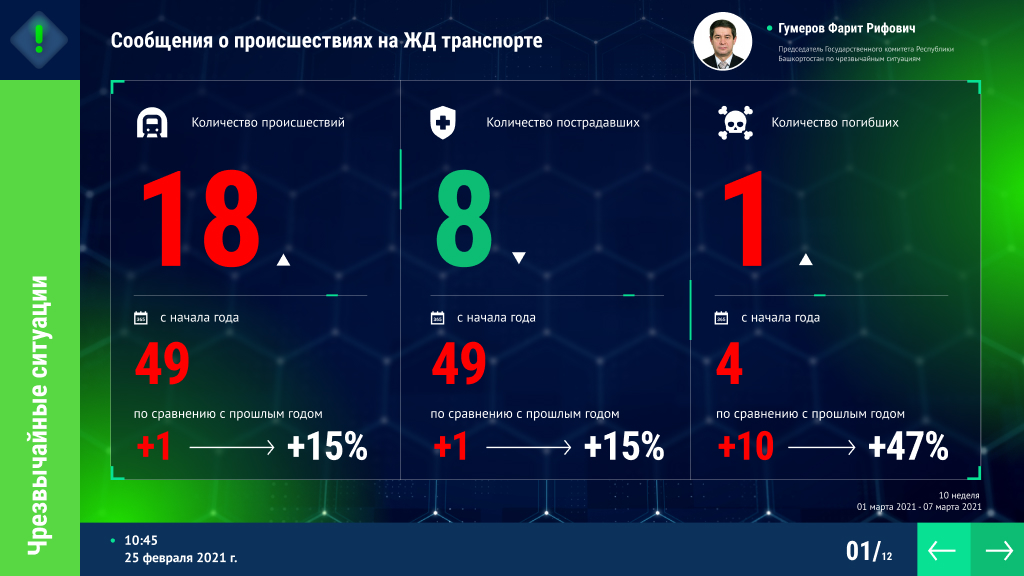 Сообщения о происшествиях на ЖД транспорте
Гумеров Фарит Рифович
Председатель Государственного комитета Республики
Башкортостан по чрезвычайным ситуациям
Чрезвычайные ситуации
Количество происшествий
18
365
с начала года
49
по сравнению с прошлым годом
+1
+15%
Количество пострадавших
8
365
с начала года
49
по сравнению с прошлым годом
+1
+15%
Количество погибших
1
365
с начала года
4
по сравнению с прошлым годом
+10
+47%
10 неделя
01 марта 2021 - 07 марта 2021
10:45
25 февраля 2021 г.
01/12